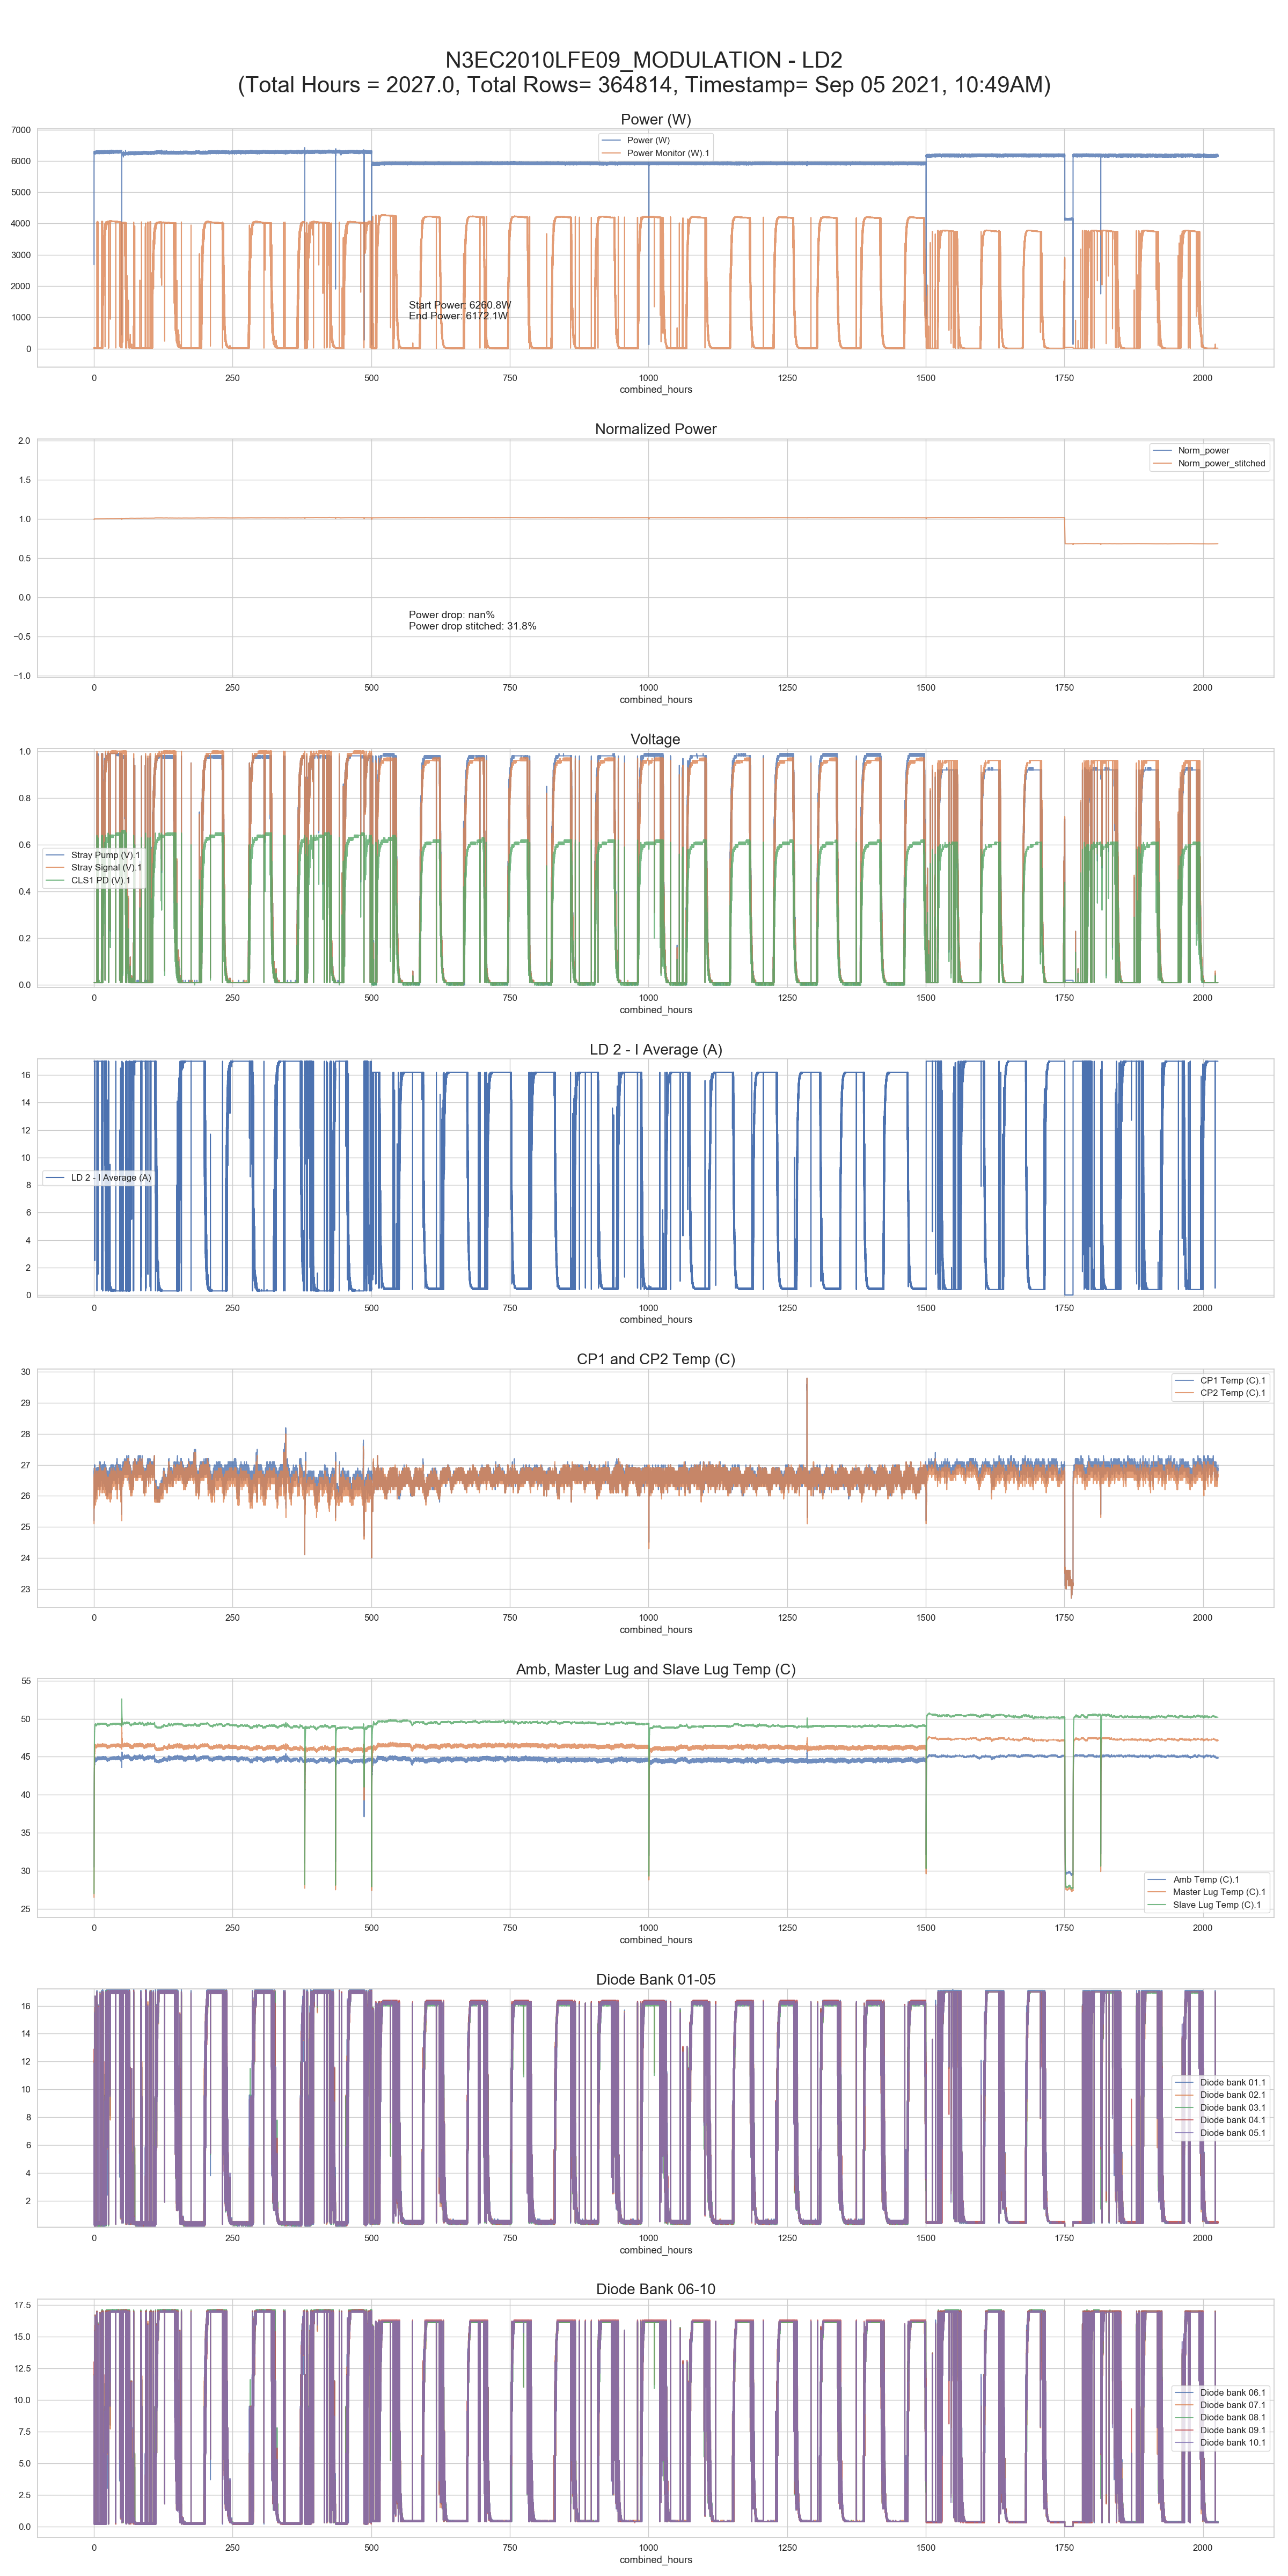 N3EC2010LFE09_MODULATION - LD2
(Total Hours = 2027.0, Total Rows= 364814, Timestamp= Sep 05 2021, 10:49AM)
Power (W)
7000
6000
5000
4000
3000
2000
1000
0
Power (W)
Power Monitor (W).1
Start Power: 6260.8W
End Power: 6172.1W
0 250 500 750 1000 1250 1500 1750 2000
combined_hours
Normalized Power
2.0
1.5
1.0
0.5
0.0
−0.5
−1.0
Norm_power
Norm_power_stitched
Power drop: nan%
Power drop stitched: 31.8%
0 250 500 750 1000 1250 1500 1750 2000
combined_hours
Voltage
1.0
0.8
0.6
0.4
0.2
0.0
Stray Pump (V).1
Stray Signal (V).1
CLS1 PD (V).1
0 250 500 750 1000 1250 1500 1750 2000
combined_hours
LD 2 - I Average (A)
16
14
12
10
8
6
4
2
0
LD 2 - I Average (A)
0 250 500 750 1000 1250 1500 1750 2000
combined_hours
CP1 and CP2 Temp (C)
30
29
28
27
26
25
24
23
CP1 Temp (C).1
CP2 Temp (C).1
0 250 500 750 1000 1250 1500 1750 2000
combined_hours
Amb, Master Lug and Slave Lug Temp (C)
55
50
45
40
35
30
25
Amb Temp (C).1
Master Lug Temp (C).1
Slave Lug Temp (C).1
0 250 500 750 1000 1250 1500 1750 2000
combined_hours
Diode Bank 01-05
16
14
12
10
8
6
4
2
Diode bank 01.1
Diode bank 02.1
Diode bank 03.1
Diode bank 04.1
Diode bank 05.1
0 250 500 750 1000 1250 1500 1750 2000
combined_hours
Diode Bank 06-10
17.5
15.0
12.5
10.0
7.5
5.0
2.5
0.0
Diode bank 06.1
Diode bank 07.1
Diode bank 08.1
Diode bank 09.1
Diode bank 10.1
0 250 500 750 1000 1250 1500 1750 2000
combined_hours